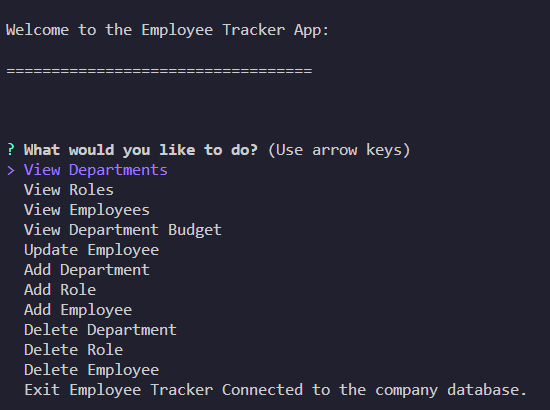 Welcome to the Employee Tracker App:
==================================
? What would you like to do? (Use arrow keys)
> View Departments
View Roles
View Employees
View Department Budget
Update Employee
Add Department
Add Role
Add Employee
Delete Department
Delete Role
Delete Employee
Exit Employee Tracker Connected to the company database.